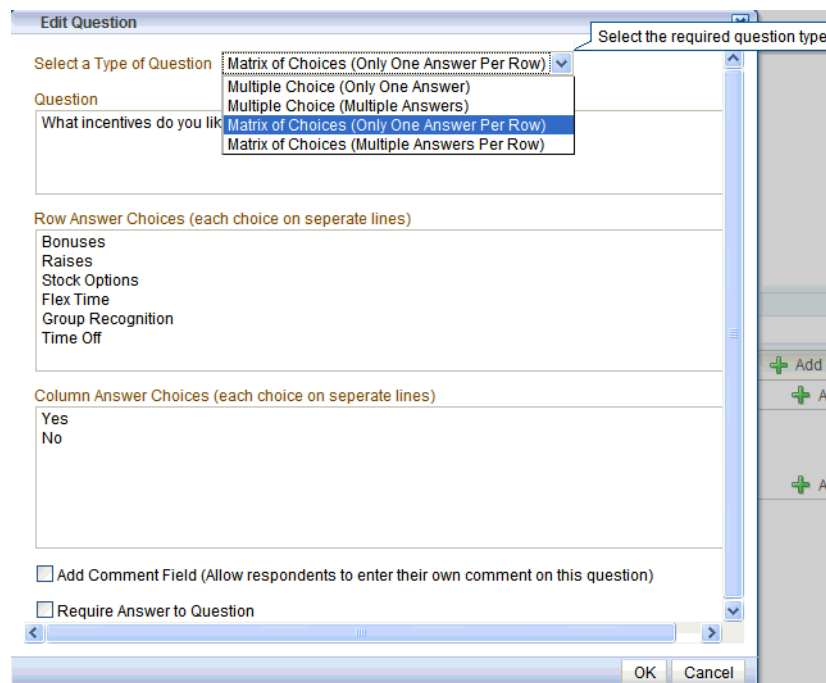 Edit Question
Select the required question type
Select a Type of Question Matrix of Choices (Only One Answer Per Row)
Multiple Choice (Only One Answer)
Multiple Choice (Multiple Answers)
Matrix of Choices (Only One Answer Per Row)
Matrix of Choices (Multiple Answers Per Row)
Question
What incentives do you lik
Row Answer Choices (each choice on seperate lines)
Bonuses
Raises
Stock Options
Flex Time
Group Recognition
Time Off
Add
Column Answer Choices (each choice on seperate lines)
A
Yes
No
A
Add Comment Field (Allow respondents to enter their own comment on this question)
Require Answer to Question
OK Cancel